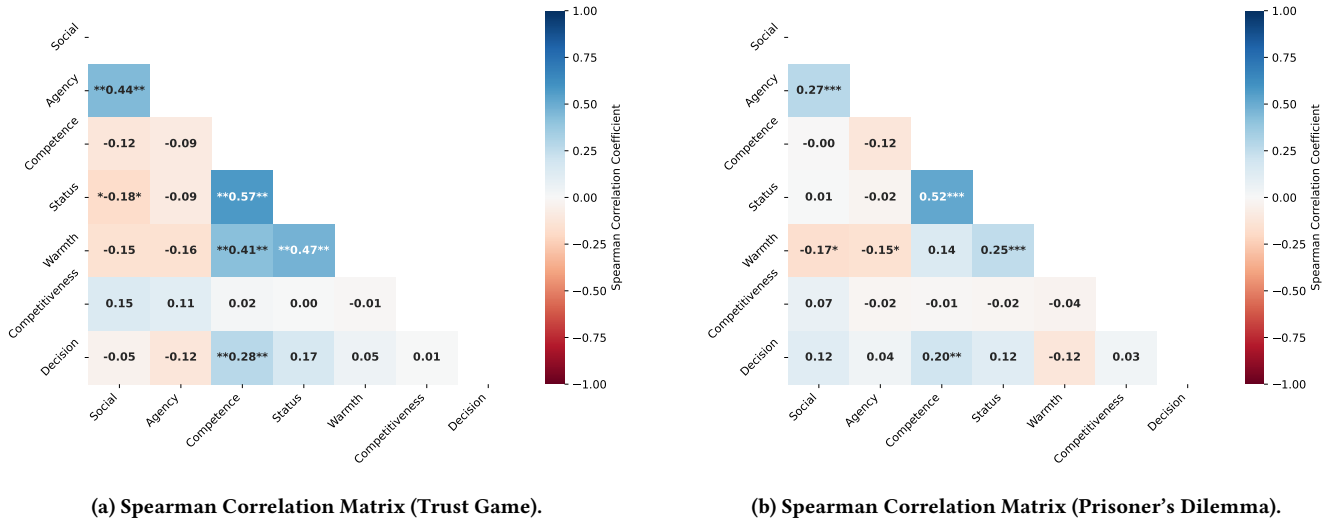 Social
Agency
**0.44**
Competence
-0.12 -0.09
Status
*-0.18* -0.09 **0.57**
Warmth
-0.15 -0.16 **0.41** **0.47**
Competitiveness
0.15 0.11 0.02 0.00 -0.01
Decision
-0.05 -0.12 **0.28** 0.17 0.05 0.01
Social Agency Competence Status Warmth Competitiveness Decision
1.00
0.75
0.50
0.25
0.00
−0.25
−0.50
−0.75
−1.00
Spearman Correlation Coefficient
(a) Spearman Correlation Matrix (Trust Game).
Social
Agency
0.27***
Competence
-0.00 -0.12
Status
0.01 -0.02 0.52***
Warmth
-0.17* -0.15* 0.14 0.25***
Competitiveness
0.07 -0.02 -0.01 -0.02 -0.04
Decision
0.12 0.04 0.20** 0.12 -0.12 0.03
Social Agency Competence Status Warmth Competitiveness Decision
1.00
0.75
0.50
0.25
0.00
−0.25
−0.50
−0.75
−1.00
Spearman Correlation Coefficient
(b) Spearman Correlation Matrix (Prisoner's Dilemma).